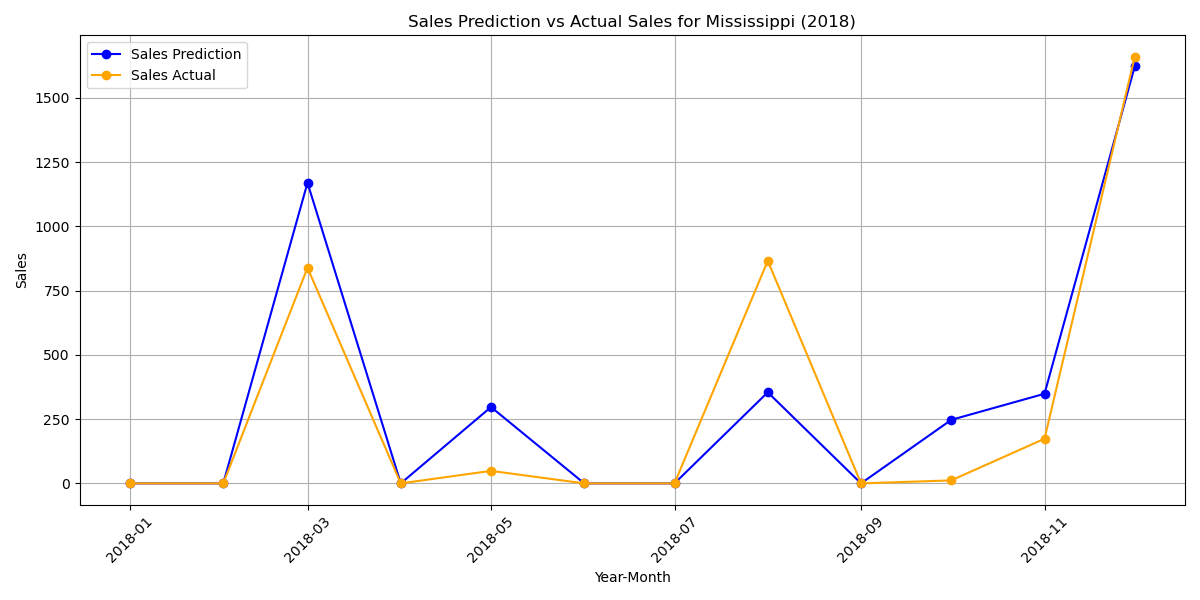 Sales Prediction vs Actual Sales for Mississippi (2018)
Sales Prediction
Sales Actual
1500
1250
1000
750
500
250
0
Sales
2018-01
2018-03
2018-05
2018-07
2018-09
2018-11
Year-Month